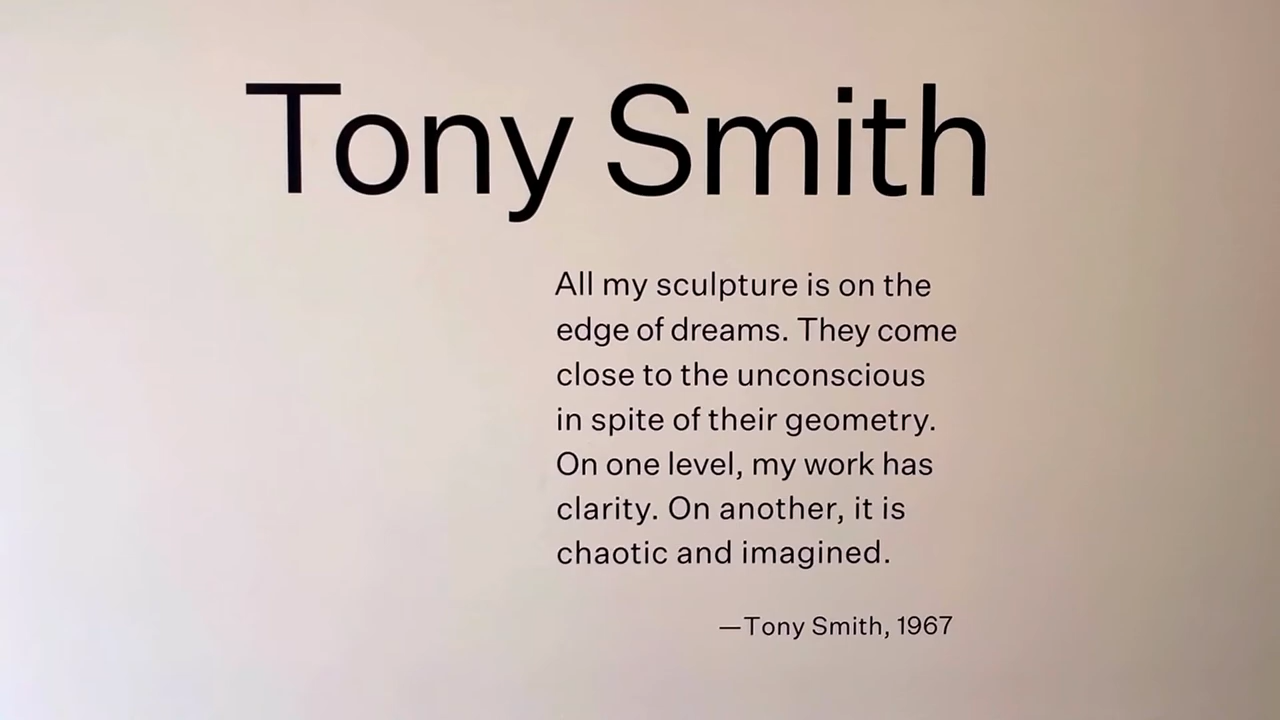 Tony Smith
All my sculpture is on the
edge of dreams. They come
close to the unconscious
in spite of their geometry.
On one level, my work has
clarity. On another, it is
chaotic and imagined.
—Tony Smith, 1967